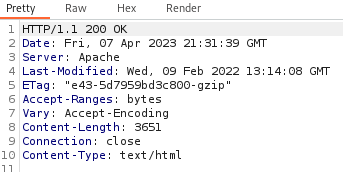 Pretty Raw Hex Render
1 HTTP/1.1 200 OK
2 Date: Fri, 07 Apr 2023 21:31:39 GMT
3 Server: Apache
4 Last-Modified: Wed, 09 Feb 2022 13:14:08 GMT
5 ETag: "e43-5d7959bd3c800-gzip"
6 Accept-Ranges: bytes
7 Vary: Accept-Encoding
8 Content-Length: 3651
9 Connection: close
10 Content-Type: text/html
11